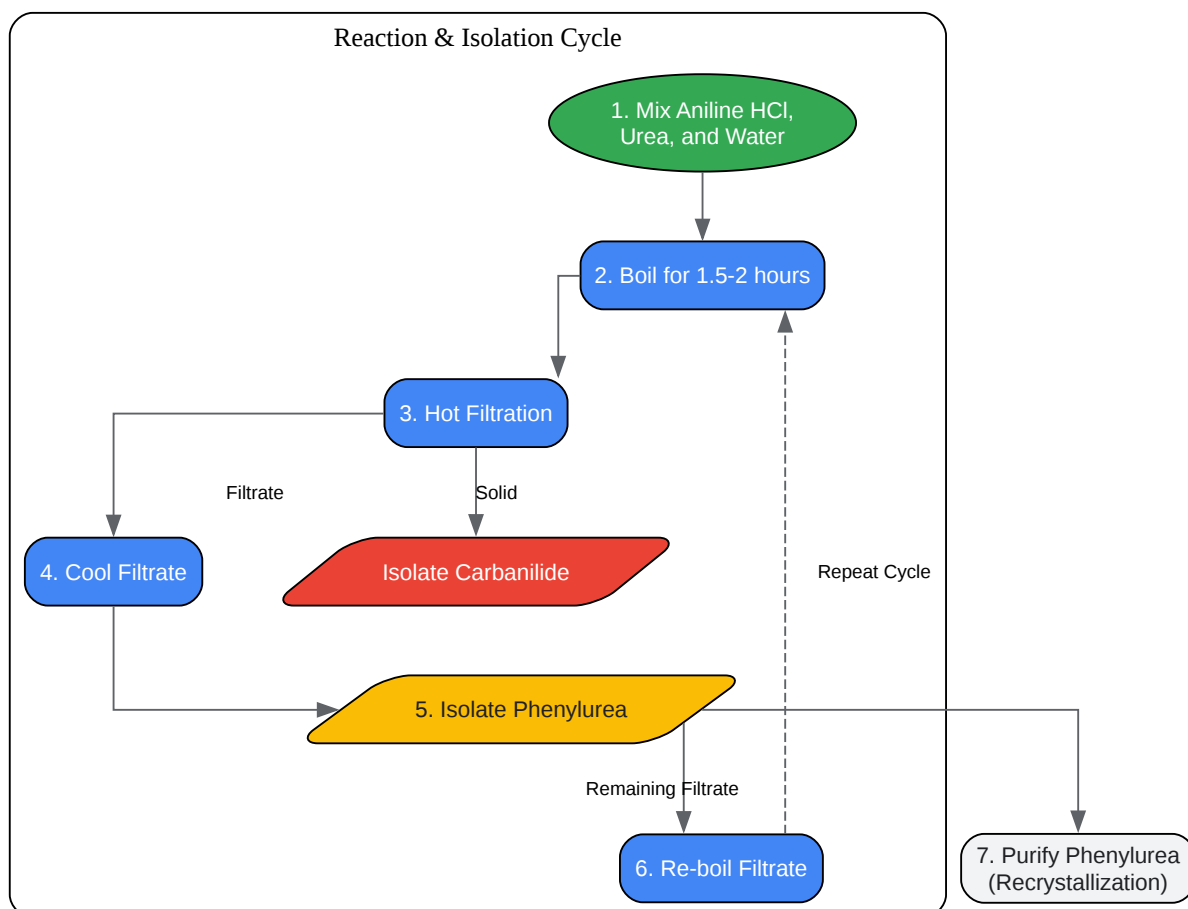 Reaction & Isolation Cycle
1. Mix Aniline HCl,
Urea, and Water
2. Boil for 1.5-2 hours
3. Hot Filtration
Filtrate
Solid
4. Cool Filtrate
Isolate Carbanilide
Repeat Cycle
5. Isolate Phenylurea
Remaining Filtrate
6. Re-boil Filtrate
7. Purify Phenylurea
(Recrystallization)